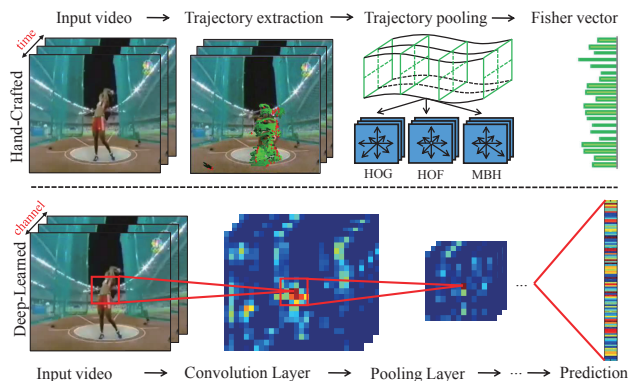 Input video → Trajectory extraction → Trajectory pooling → Fisher vector
time
Hand-Crafted
HOG HOF MBH
channel
Deep-Learned
...
Input video → Convolution Layer → Pooling Layer → ... → Prediction